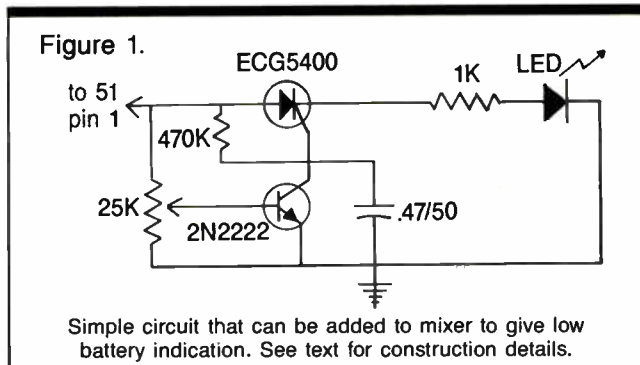 Figure 1.
ECG5400
1K
LED
to 51
pin 1
470K
25K
2N2222
.47/50
Simple circuit that can be added to mixer to give low
battery indication. See text for construction details.